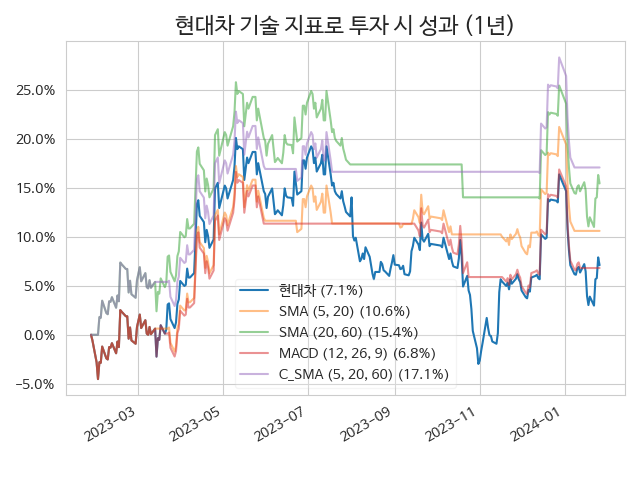 현대차 기술 지표로 투자 시 성과 (1년)
25.0%
20.0%
15.0%
10.0%
5.0%
0.0%
−5.0%
현대차 (7.1%)
SMA (5, 20) (10.6%)
SMA (20, 60) (15.4%)
MACD (12, 26, 9) (6.8%)
C_SMA (5, 20, 60) (17.1%)
2023-03
2023-05
2023-07
2023-09
2023-11
2024-01